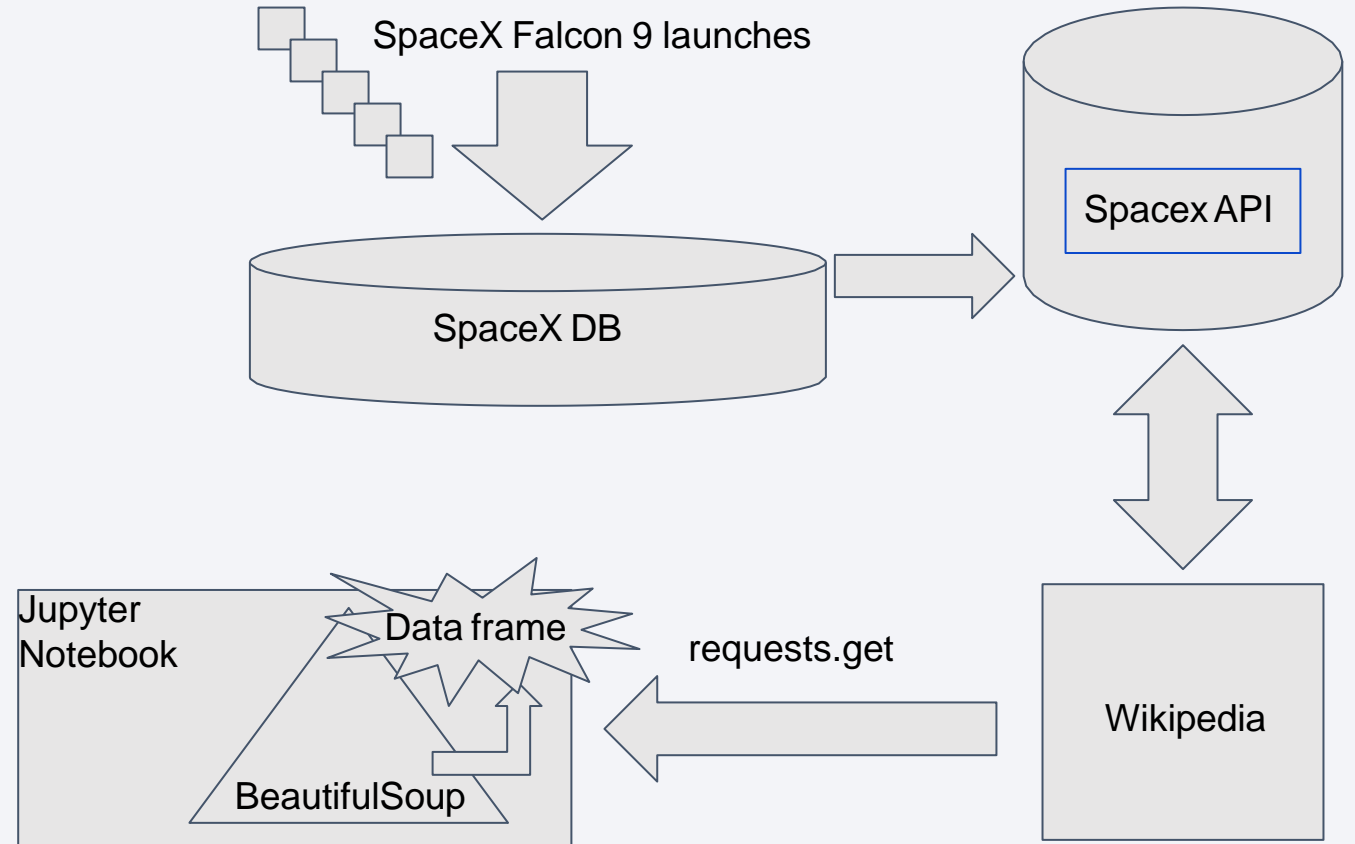 SpaceX Falcon 9 launches
Spacex API
SpaceX DB
Jupyter
Notebook
Data frame
requests.get
Wikipedia
BeautifulSoup